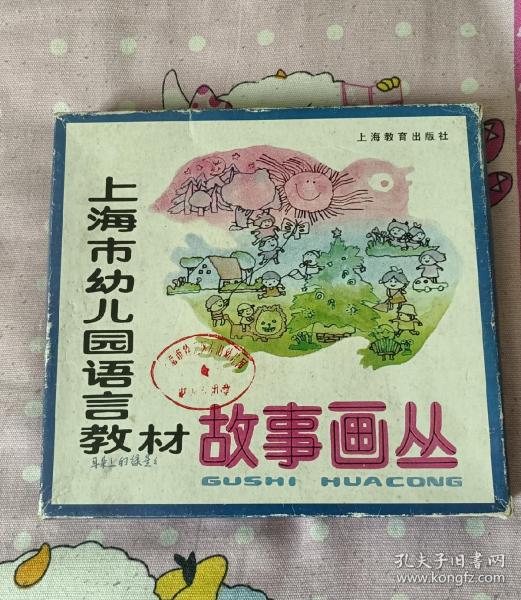 上海教育出版社
上海市幼儿园语言教材
故事画丛
GUSHI HUACONG
孔夫子旧书网
www.kongfz.com